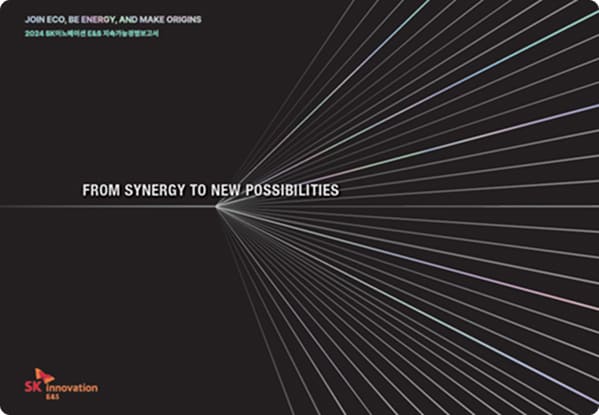 JOIN ECO, BE ENERGY, AND MAKE ORIGINS
2024 SK이노베이션 E&S 지속가능경영보고서
FROM SYNERGY TO NEW POSSIBILITIES
SK innovation
E&S